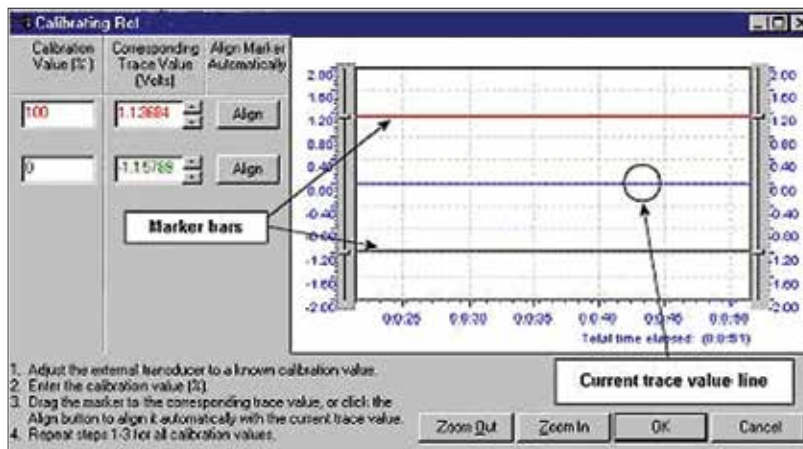 Calibrating Rel
Calibration Value (%)
Corresponding Trace Value (Volts)
Align Marker Automatically
100
1.13684
Align
0
-1.15789
Align
2.00
1.60
1.20
0.80
0.40
0.00
-0.40
-0.80
-1.20
-1.60
-2.00
2.00
1.60
1.20
0.80
0.40
0.00
-0.40
-0.80
-1.20
-1.60
-2.00
Marker bars
0:0:25
0:0:30
0:0:35
0:0:40
0:0:45
0:0:50
Total time elapsed: (0:0:51)
Current trace value line
1. Adjust the external transducer to a known calibration value.
2. Enter the calibration value (%).
3. Drag the marker to the corresponding trace value, or click the
Align button to align it automatically with the current trace value.
4. Repeat steps 1-3 for all calibration values.
Zoom Out
Zoom In
OK
Cancel